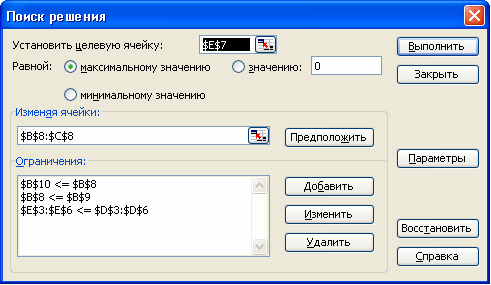 Поиск решения
Установить целевую ячейку: $E$7 Выполнить
Равной: максимальному значению значению: 0 Закрыть
минимальному значению
Изменяя ячейки:
$B$8:$C$8 Предположить
Ограничения: Параметры
$B$10 <= $B$8 Добавить
$B$8 <= $B$9
$E$3:$E$6 <= $D$3:$D$6 Изменить
Восстановить
Удалить
Справка